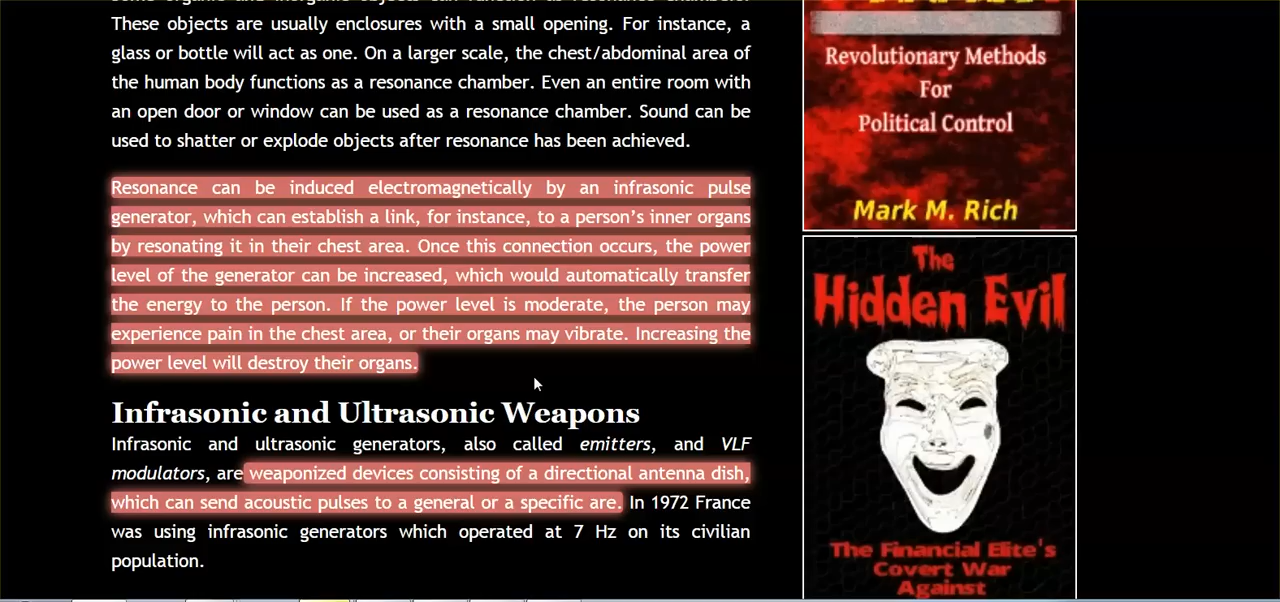 These objects are usually enclosures with a small opening. For instance, a
glass or bottle will act as one. On a larger scale, the chest/abdominal area of
the human body functions as a resonance chamber. Even an entire room with
an open door or window can be used as a resonance chamber. Sound can be
used to shatter or explode objects after resonance has been achieved.
Resonance can be induced electromagnetically by an infrasonic pulse
generator, which can establish a link, for instance, to a person's inner organs
by resonating it in their chest area. Once this connection occurs, the power
level of the generator can be increased, which would automatically transfer
the energy to the person. If the power level is moderate, the person may
experience pain in the chest area, or their organs may vibrate. Increasing the
power level will destroy their organs.
Infrasonic and Ultrasonic Weapons
Infrasonic and ultrasonic generators, also called emitters, and VLF
modulators, are weaponized devices consisting of a directional antenna dish,
which can send acoustic pulses to a general or a specific are. In 1972 France
was using infrasonic generators which operated at 7 Hz on its civilian
population.
Revolutionary Methods
For
Political Control
Mark M. Rich
The
Hidden Evil
The Financial Elite's
Covert War
Against